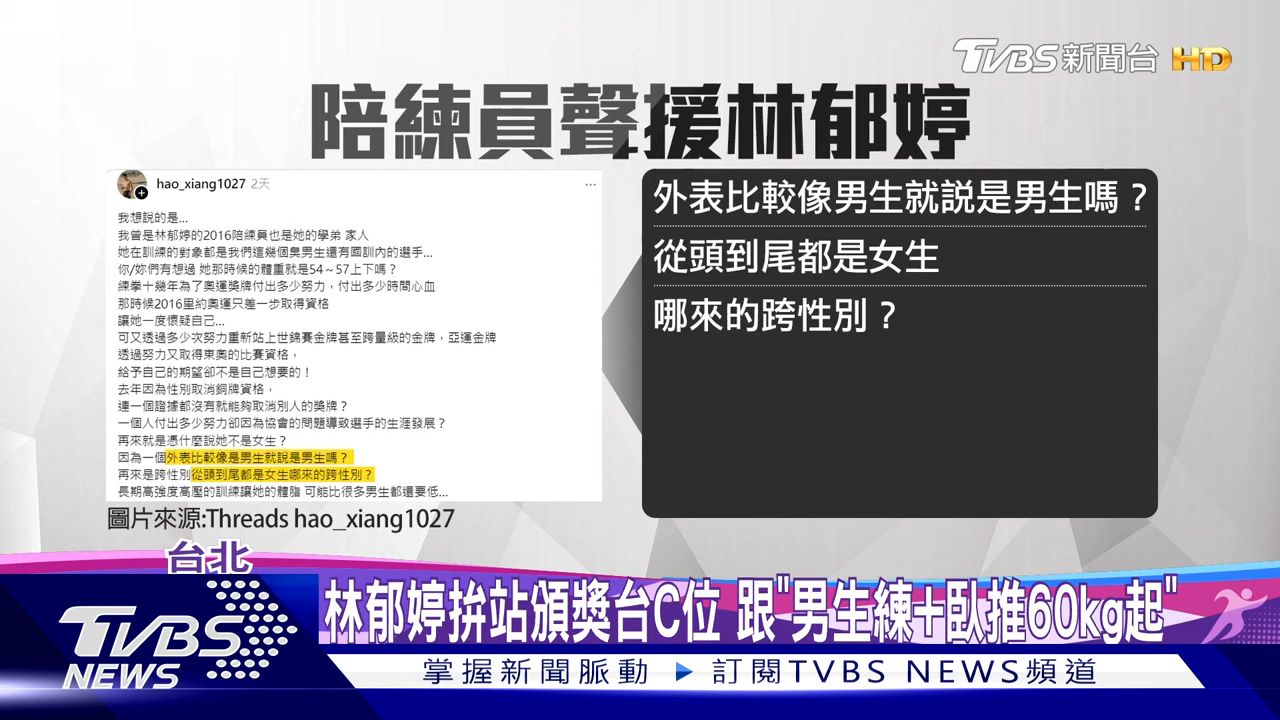 TVBS新聞台 HD
陪練員聲援林郁婷
hao_xiang1027 2天
我想說的是...
我曾是林郁婷的2016陪練員也是她的學弟 家人
她在訓練的對象都是我們這幾個臭男生還有國訓內的選手...
你/妳們有想過 她那時候的體重就是54～57上下嗎？
練拳十幾年為了奧運獎牌付出多少努力，付出多少時間心血
那時候2016里約奧運只差一步取得資格
讓她一度懷疑自己...
可又透過多少次努力重新站上世錦賽金牌甚至跨量級的金牌，亞運金牌
透過努力又取得東奧的比賽資格，
給予自己的期望卻不是自己想要的！
去年因為性別取消銅牌資格，
連一個證據都沒有就能夠取消別人的獎牌？
一個人付出多少努力卻因為協會的問題導致選手的生涯發展？
再來就是憑什麼說她不是女生？
因為一個外表比較像是男生就說是男生嗎？
再來是跨性別從頭到尾都是女生哪來的跨性別？
長期高強度高壓的訓練讓她的體脂 可能比很多男生都還要低...
圖片來源:Threads hao_xiang1027
外表比較像男生就說是男生嗎？
從頭到尾都是女生
哪來的跨性別？
台北
林郁婷拚站頒獎台C位 跟"男生練+臥推60kg起"
TVBS NEWS
掌握新聞脈動 訂閱TVBS NEWS頻道